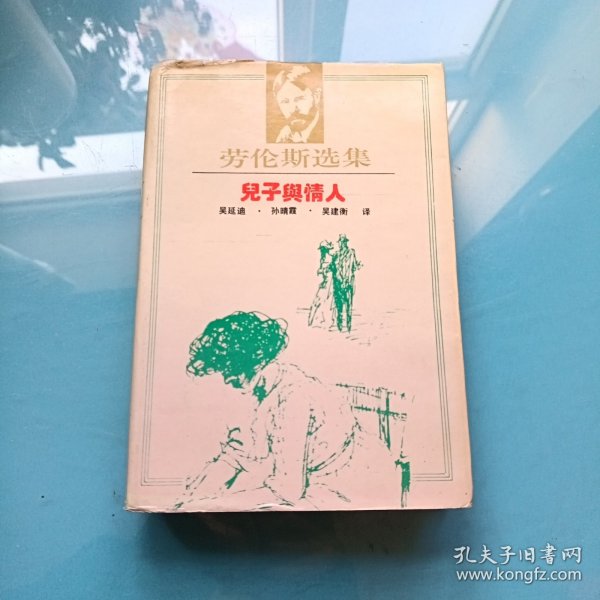 劳伦斯选集
兒子與情人
吴延迪 · 孙晴霞 · 吴建衡 译
孔夫子旧書网
www.kongfz.com